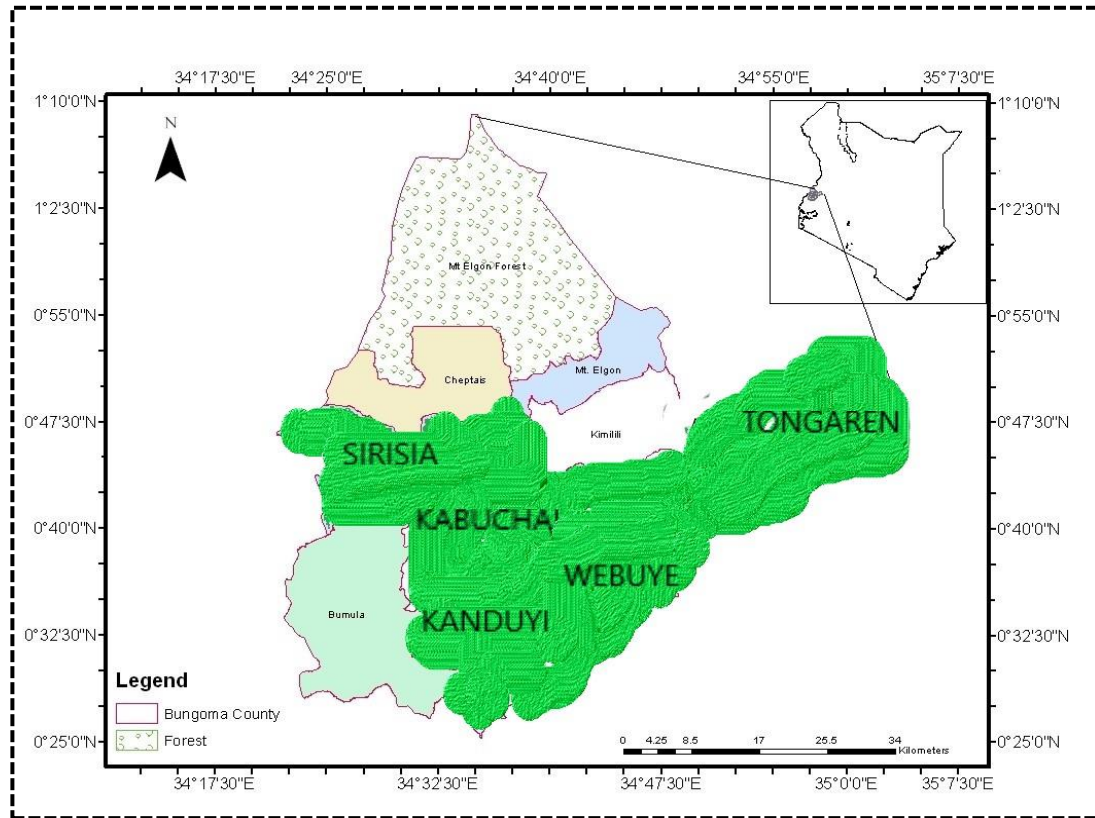 34°17'30"E 34°25'0"E 34°40'0"E 34°55'0"E 35°7'30"E
1°10'0"N 1°10'0"N
N
1°2'30"N 1°2'30"N
Mt Elgon Forest
0°55'0"N 0°55'0"N
Mt. Elgon
Cheptais
0°47'30"N 0°47'30"N
TONGAREN
Kimilili
SIRISIA
KABUCHA'
0°40'0"N 0°40'0"N
WEBUYE
Bumula
KANDUYI
0°32'30"N 0°32'30"N
Legend
Bungoma County
Forest
0°25'0"N 0°25'0"N
0 4.25 8.5 17 25.5 34
Kilometers
34°17'30"E 34°32'30"E 34°47'30"E 35°0'0"E 35°7'30"E